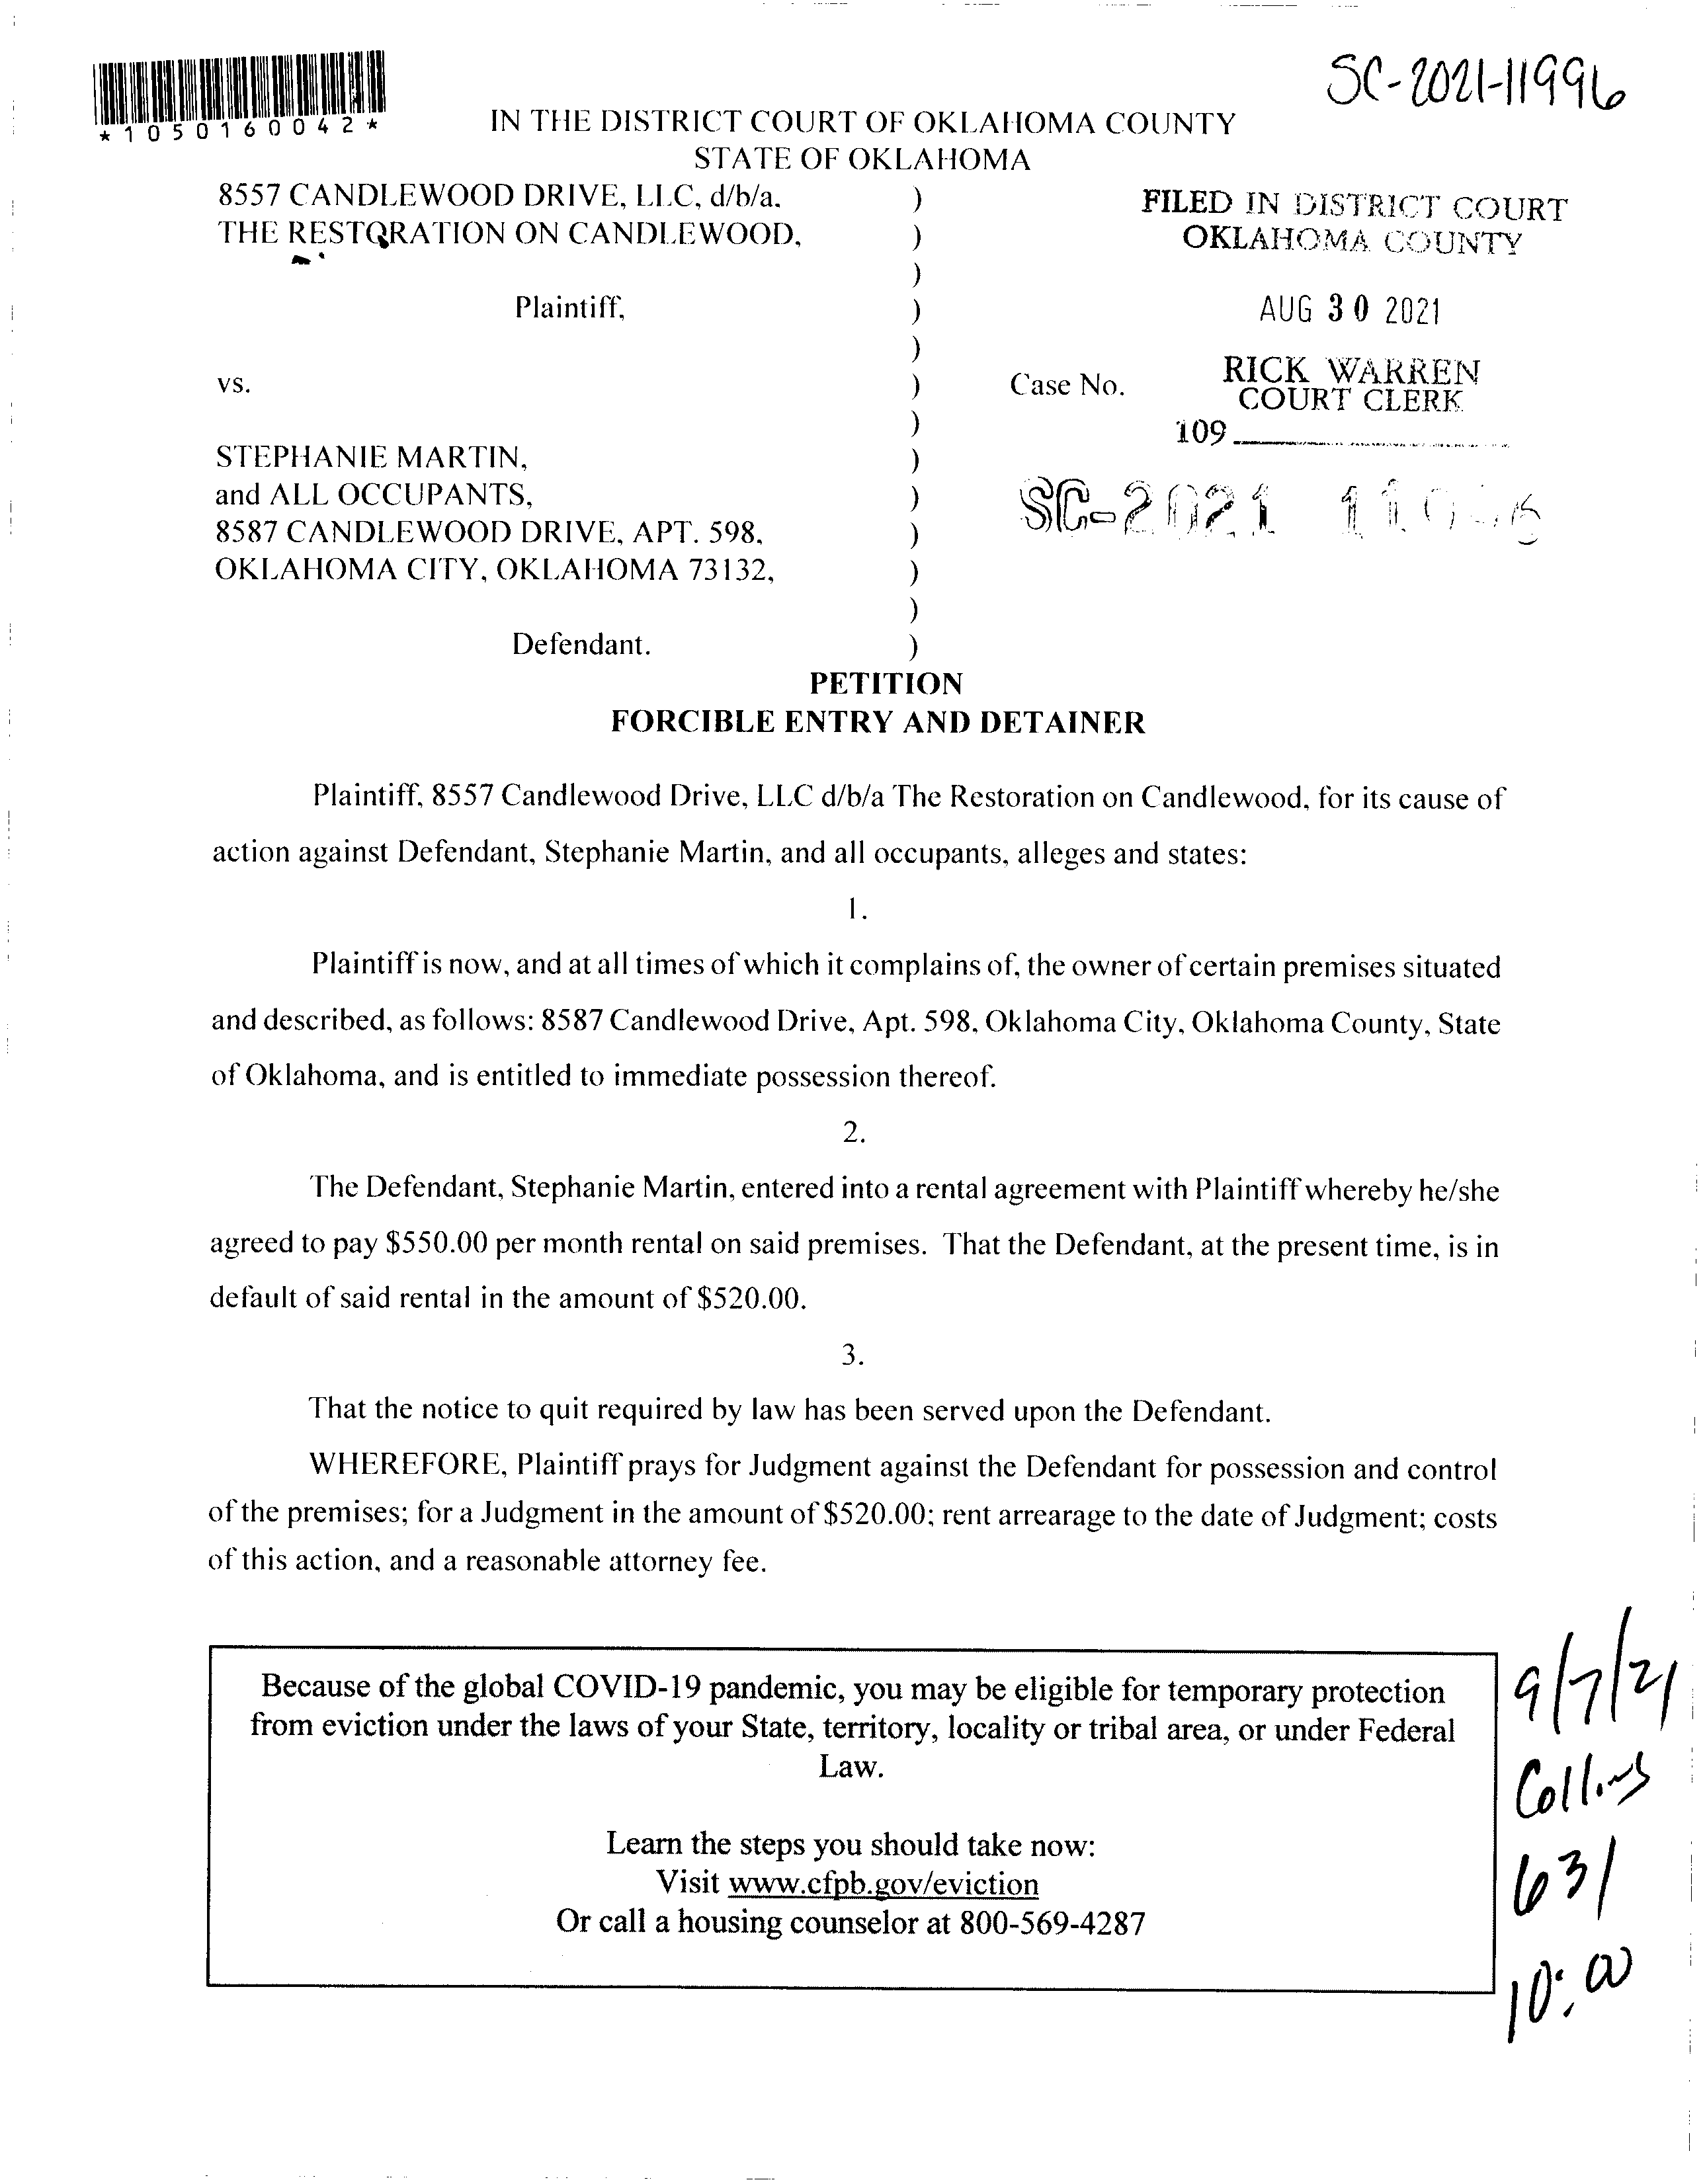 SC-2021-11996
*1050160042*
IN THE DISTRICT COURT OF OKLAHOMA COUNTY
STATE OF OKLAHOMA
8557 CANDLEWOOD DRIVE, LLC, d/b/a. )
THE RESTORATION ON CANDLEWOOD, )
)
Plaintiff, )
)
vs. ) Case No.
)
STEPHANIE MARTIN, )
and ALL OCCUPANTS, )
8587 CANDLEWOOD DRIVE, APT. 598, )
OKLAHOMA CITY, OKLAHOMA 73132, )
)
Defendant. )
FILED IN DISTRICT COURT
OKLAHOMA COUNTY
AUG 30 2021
RICK WARREN
COURT CLERK
109
SC-2021
PETITION
FORCIBLE ENTRY AND DETAINER
Plaintiff, 8557 Candlewood Drive, LLC d/b/a The Restoration on Candlewood, for its cause of
action against Defendant, Stephanie Martin, and all occupants, alleges and states:
1.
Plaintiff is now, and at all times of which it complains of, the owner of certain premises situated
and described, as follows: 8587 Candlewood Drive, Apt. 598, Oklahoma City, Oklahoma County, State
of Oklahoma, and is entitled to immediate possession thereof.
2.
The Defendant, Stephanie Martin, entered into a rental agreement with Plaintiff whereby he/she
agreed to pay $550.00 per month rental on said premises. That the Defendant, at the present time, is in
default of said rental in the amount of $520.00.
3.
That the notice to quit required by law has been served upon the Defendant.
WHEREFORE, Plaintiff prays for Judgment against the Defendant for possession and control
of the premises; for a Judgment in the amount of $520.00; rent arrearage to the date of Judgment; costs
of this action, and a reasonable attorney fee.
Because of the global COVID-19 pandemic, you may be eligible for temporary protection
from eviction under the laws of your State, territory, locality or tribal area, or under Federal
Law.
Learn the steps you should take now:
Visit www.cfpb.gov/eviction
Or call a housing counselor at 800-569-4287
9/7/21
Collins
631
10:00